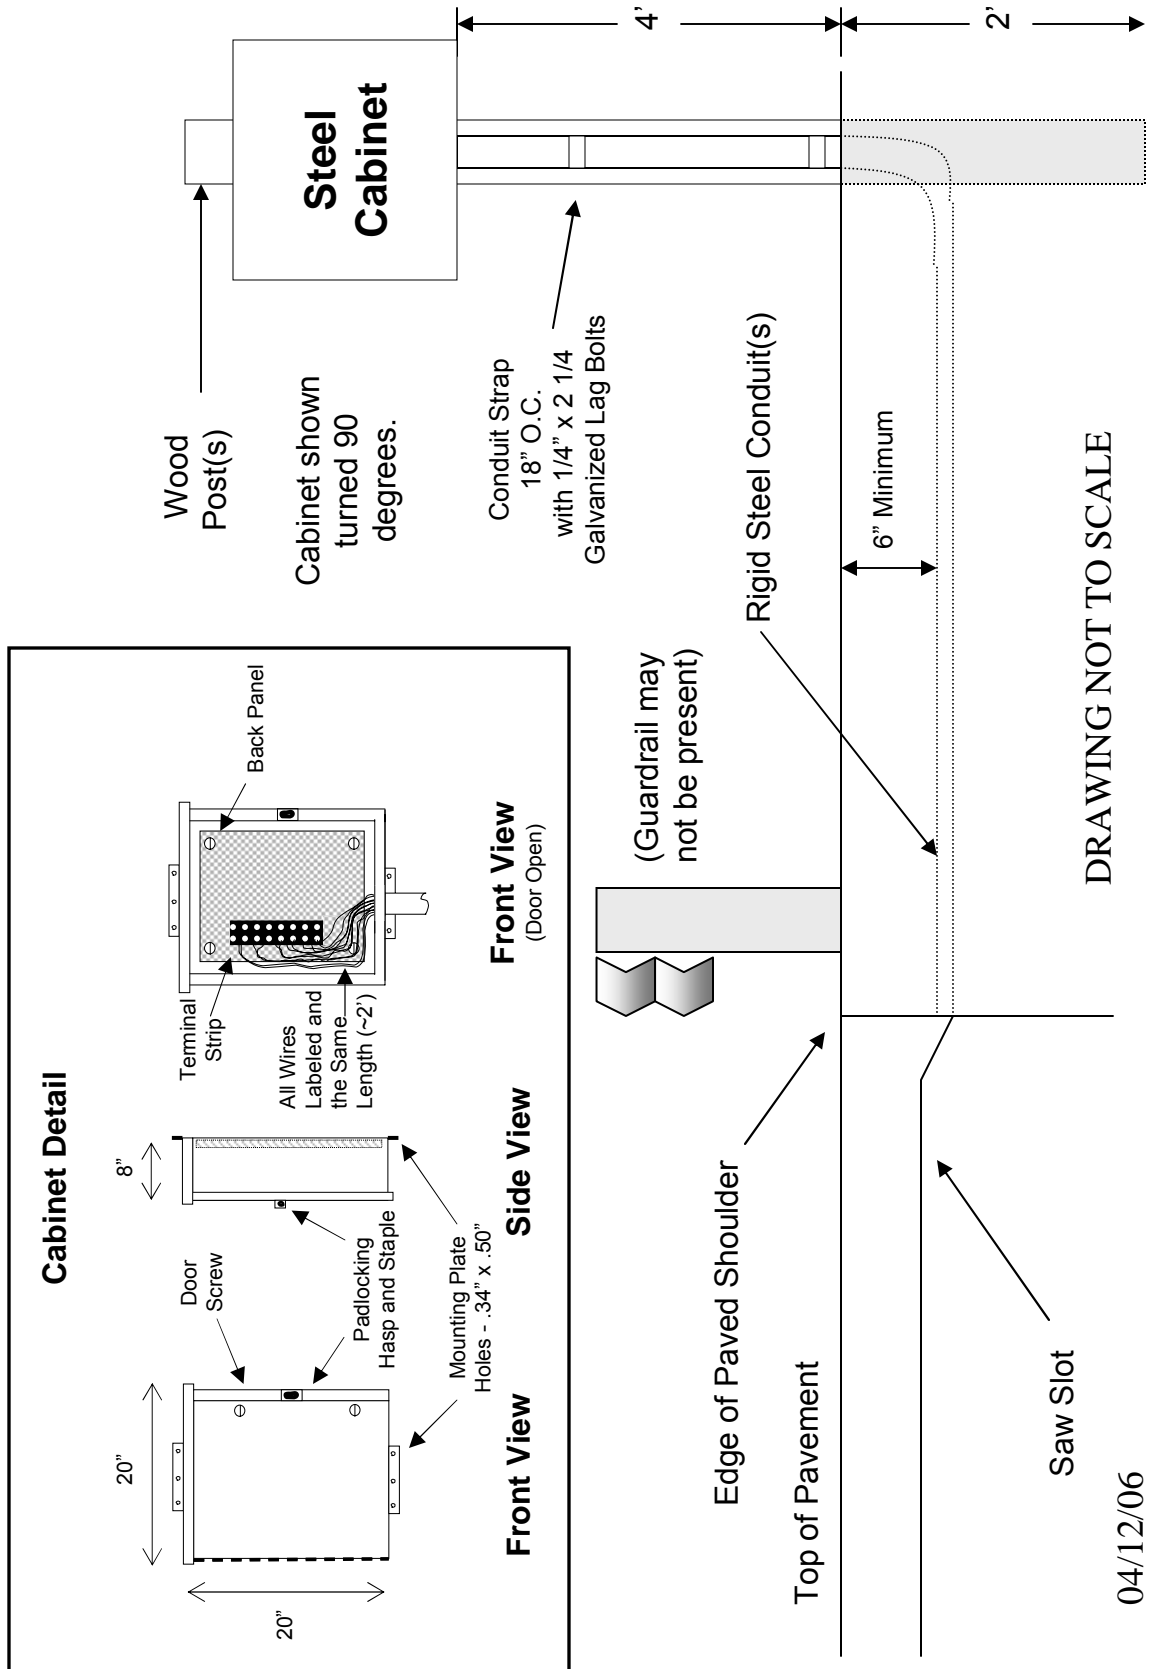 Cabinet Detail
20”
20”
Door
Screw
Padlocking
Hasp and Staple
Mounting Plate
Holes - .34” x .50”
Front View
8”
Side View
Terminal
Strip
All Wires
Labeled and
the Same
Length (~2’)
Back Panel
Front View
(Door Open)
Wood
Post(s)
Steel
Cabinet
Cabinet shown
turned 90
degrees.
Conduit Strap
18” O.C.
with 1/4” x 2 1/4
Galvanized Lag Bolts
4’
2’
(Guardrail may
not be present)
Rigid Steel Conduit(s)
6” Minimum
Edge of Paved Shoulder
Top of Pavement
Saw Slot
DRAWING NOT TO SCALE
04/12/06